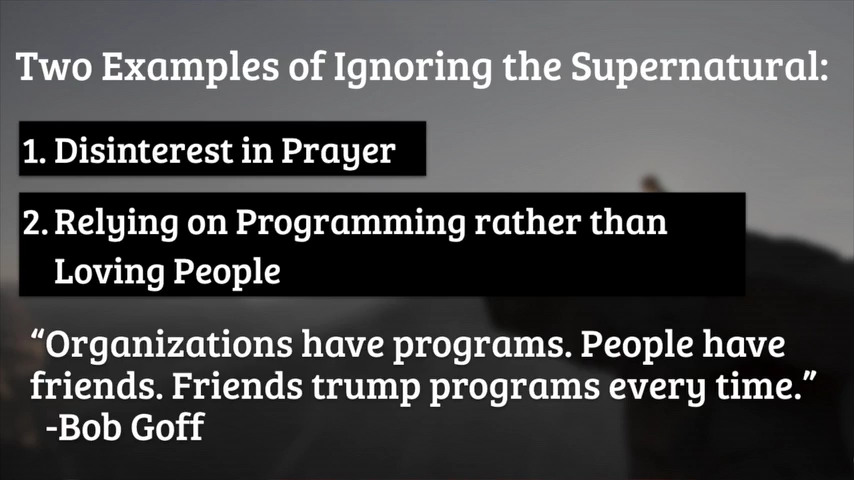 Two Examples of Ignoring the Supernatural:
1. Disinterest in Prayer
2. Relying on Programming rather than
Loving People
“Organizations have programs. People have
friends. Friends trump programs every time.”
-Bob Goff